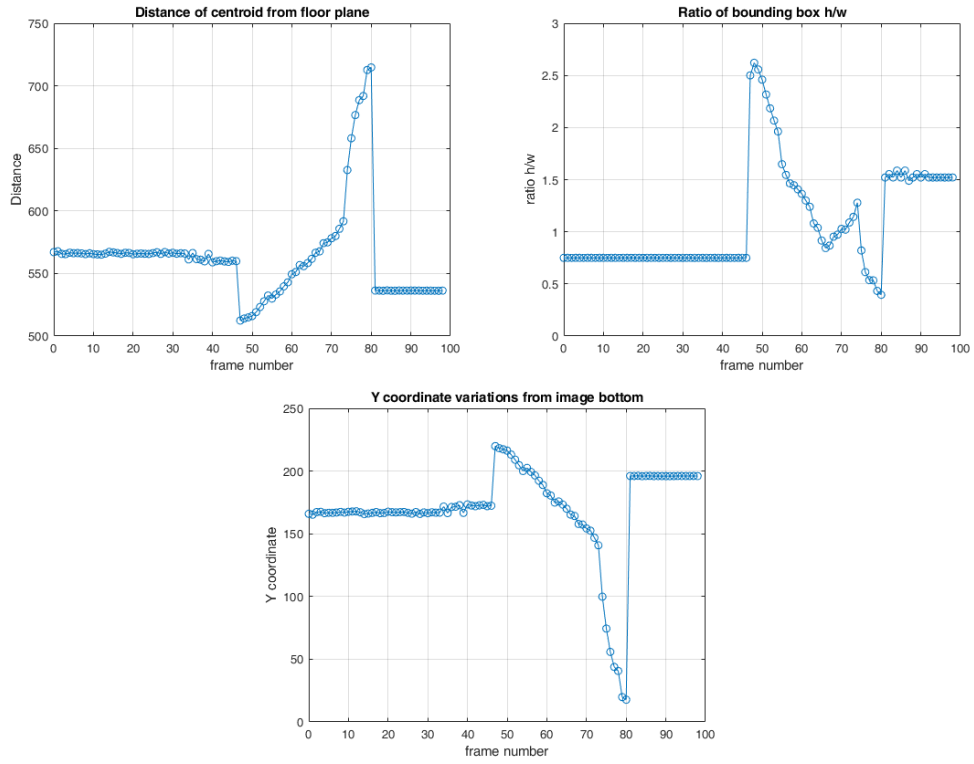 Distance of centroid from floor plane
750
700
650
600
550
500
Distance
0 10 20 30 40 50 60 70 80 90 100
frame number
Ratio of bounding box h/w
3
2.5
2
1.5
1
0.5
0
ratio h/w
0 10 20 30 40 50 60 70 80 90 100
frame number
Y coordinate variations from image bottom
250
200
150
100
50
0
Y coordinate
0 10 20 30 40 50 60 70 80 90 100
frame number